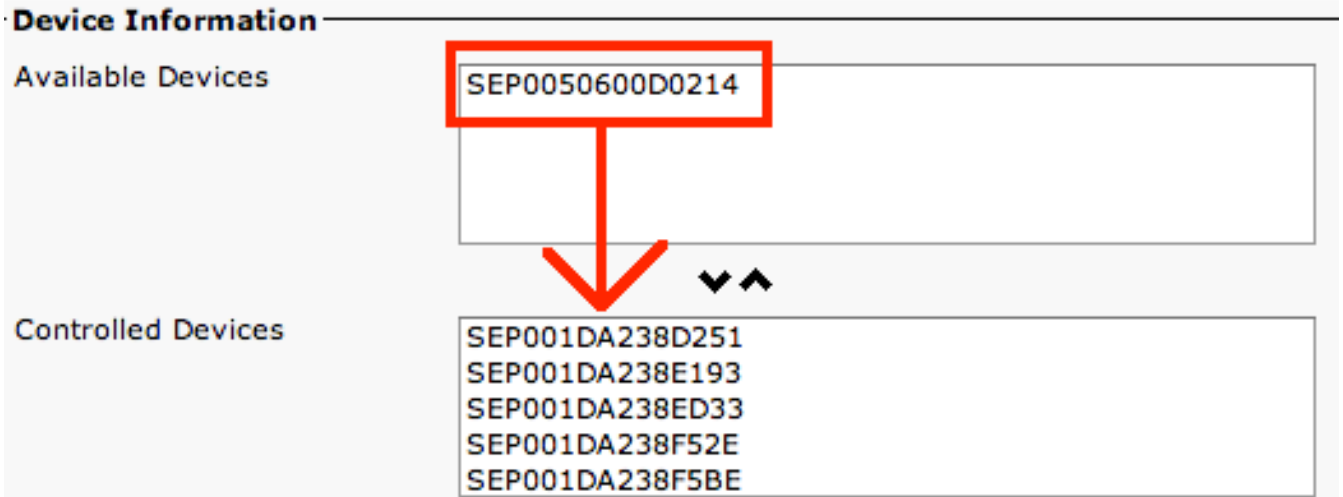 Device Information
Available Devices
SEP0050600D0214
Controlled Devices
SEP001DA238D251
SEP001DA238E193
SEP001DA238ED33
SEP001DA238F52E
SEP001DA238F5BE